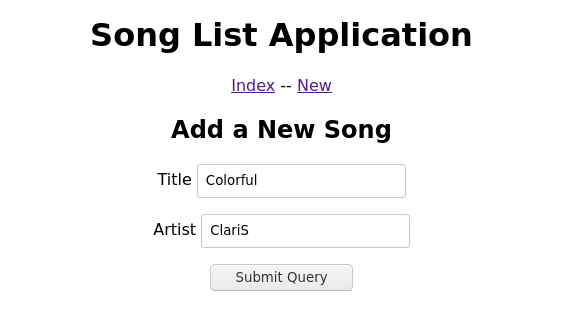 Song List Application
Index -- New
Add a New Song
Title Colorful
Artist ClariS
Submit Query